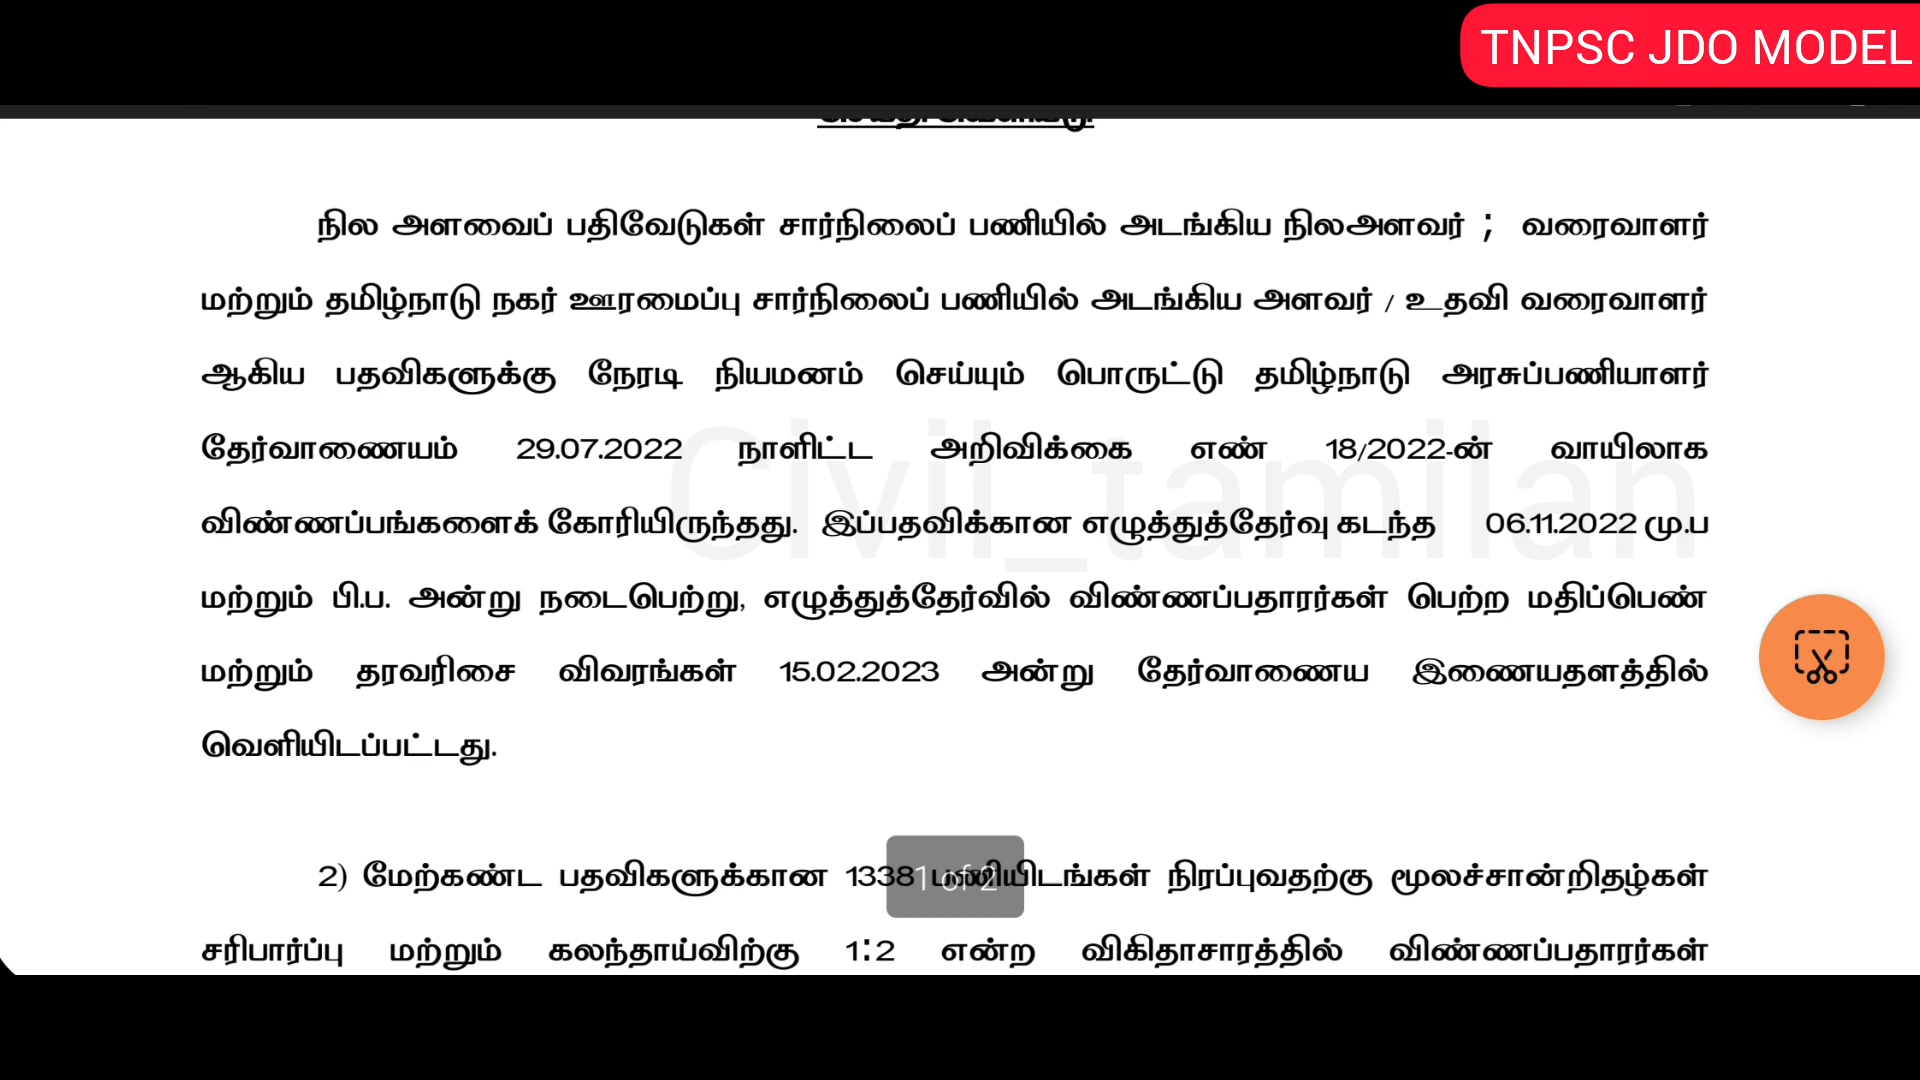 TNPSC JDO MODEL
செய்தி வெளியீடு
நில அளவைப் பதிவேடுகள் சார்நிலைப் பணியில் அடங்கிய நிலஅளவர் ; வரைவாளர்
மற்றும் தமிழ்நாடு நகர் ஊரமைப்பு சார்நிலைப் பணியில் அடங்கிய அளவர் / உதவி வரைவாளர்
ஆகிய பதவிகளுக்கு நேரடி நியமனம் செய்யும் பொருட்டு தமிழ்நாடு அரசுப்பணியாளர்
தேர்வாணையம் 29.07.2022 நாளிட்ட அறிவிக்கை எண் 18/2022-ன் வாயிலாக
விண்ணப்பங்களைக் கோரியிருந்தது. இப்பதவிக்கான எழுத்துத்தேர்வு கடந்த 06.11.2022 மு.ப
மற்றும் பி.ப. அன்று நடைபெற்று, எழுத்துத்தேர்வில் விண்ணப்பதாரர்கள் பெற்ற மதிப்பெண்
மற்றும் தரவரிசை விவரங்கள் 15.02.2023 அன்று தேர்வாணைய இணையதளத்தில்
வெளியிடப்பட்டது.
Civil_tamilan
2) மேற்கண்ட பதவிகளுக்கான 1338 பணியிடங்கள் நிரப்புவதற்கு மூலச்சான்றிதழ்கள்
1 of 2
சரிபார்ப்பு மற்றும் கலந்தாய்விற்கு 1:2 என்ற விகிதாசாரத்தில் விண்ணப்பதாரர்கள்